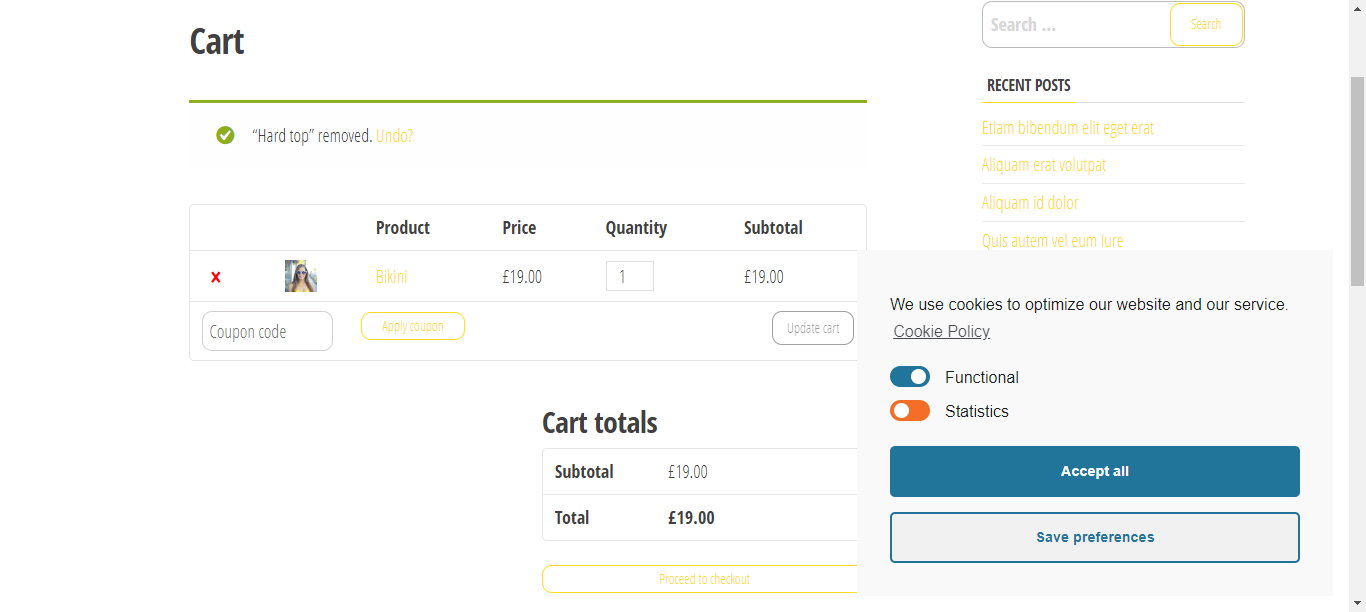 Cart
“Hard top” removed. Undo?
Product Price Quantity Subtotal
Bikini £19.00 1 £19.00
Coupon code Apply coupon Update cart
Cart totals
Subtotal £19.00
Total £19.00
Proceed to checkout
Search ... Search
RECENT POSTS
Etiam bibendum elit eget erat
Aliquam erat volutpat
Aliquam id dolor
Quis autem vel eum iure
We use cookies to optimize our website and our service.
Cookie Policy
Functional
Statistics
Accept all
Save preferences